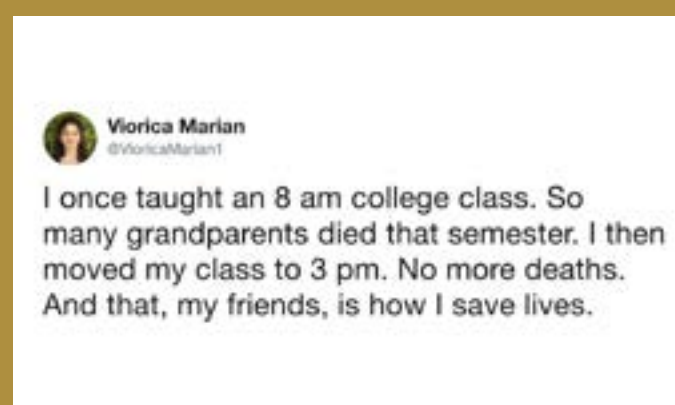 Viorica Marian
@VioricaMarian1
I once taught an 8 am college class. So
many grandparents died that semester. I then
moved my class to 3 pm. No more deaths.
And that, my friends, is how I save lives.